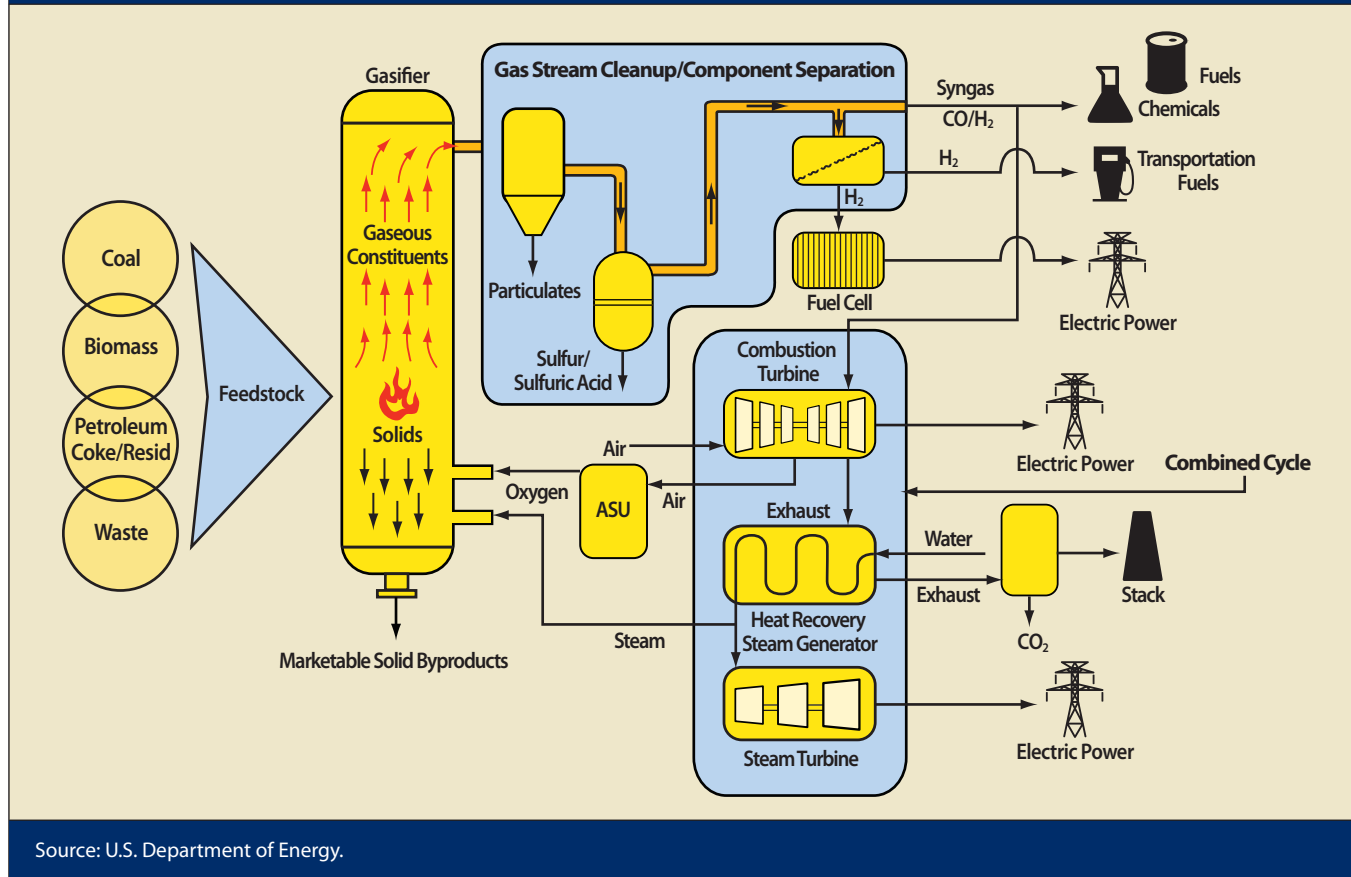 Gas Stream Cleanup/Component Separation
Gasifier
Syngas
CO/H₂
Fuels
Chemicals
H₂
Transportation
Fuels
H₂
Gaseous
Constituents
Coal
Particulates
Fuel Cell
Electric Power
Biomass
Sulfur/
Sulfuric Acid
Combustion
Turbine
Feedstock
Petroleum
Coke/Resid
Solids
Air
Electric Power
Combined Cycle
Oxygen
ASU
Air
Exhaust
Waste
Water
Exhaust
Stack
Heat Recovery
Steam Generator
CO₂
Steam
Marketable Solid Byproducts
Steam Turbine
Electric Power
Source: U.S. Department of Energy.